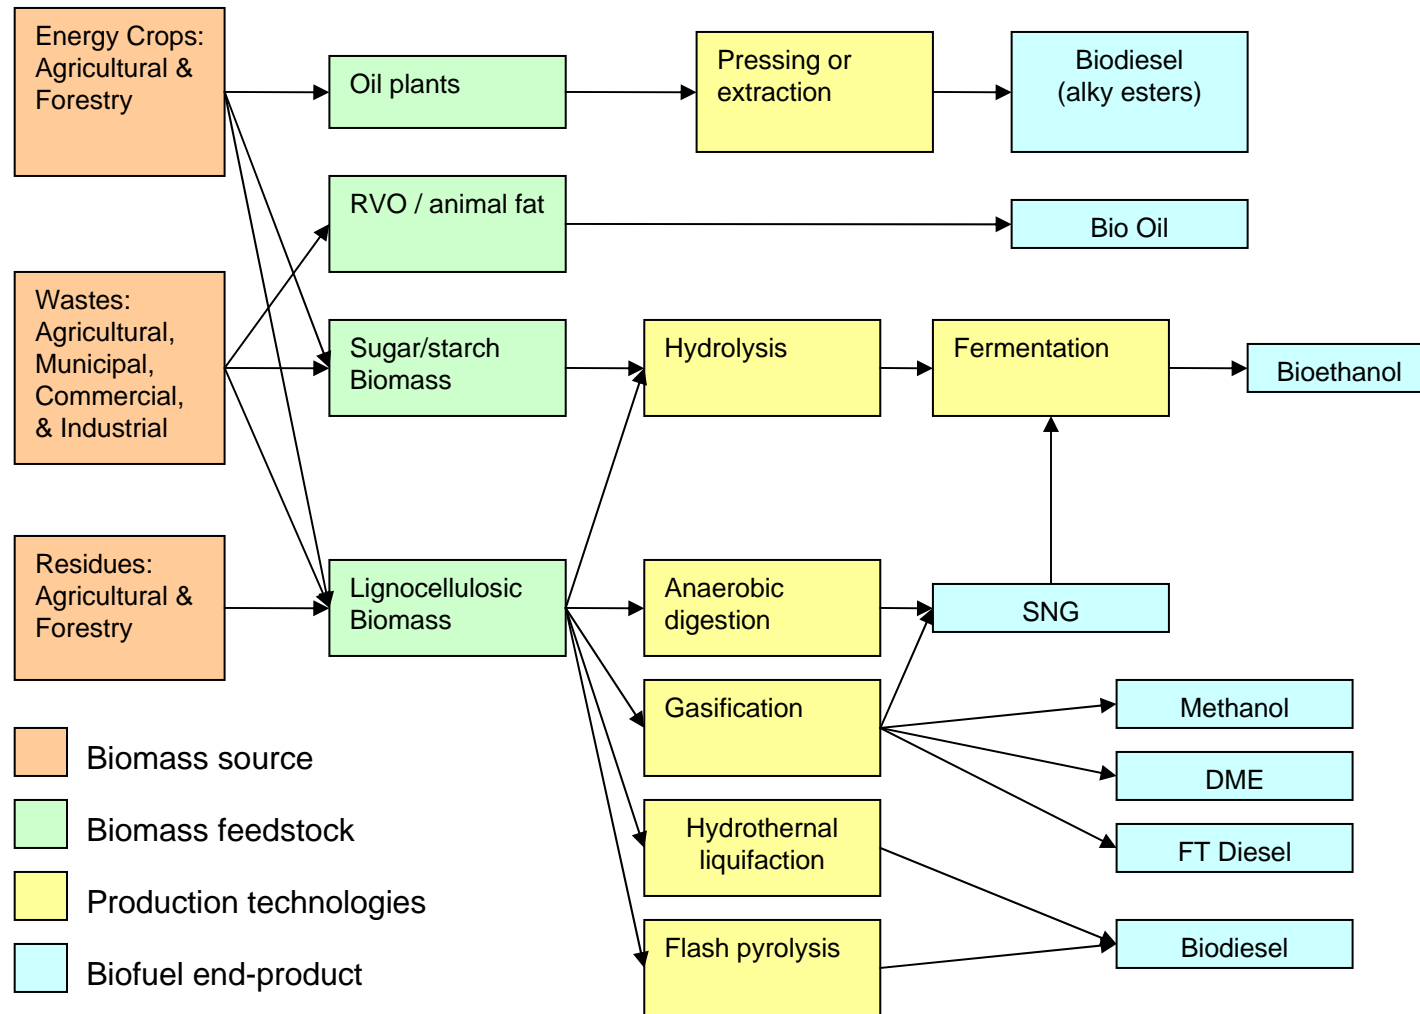 Energy Crops:
Agricultural &
Forestry
Oil plants
Pressing or
extraction
Biodiesel
(alky esters)
RVO / animal fat
Bio Oil
Wastes:
Agricultural,
Municipal,
Commercial,
& Industrial
Sugar/starch
Biomass
Hydrolysis
Fermentation
Bioethanol
Residues:
Agricultural &
Forestry
Lignocellulosic
Biomass
Anaerobic
digestion
SNG
Gasification
Methanol
DME
FT Diesel
Hydrothernal
liquifaction
Flash pyrolysis
Biodiesel
Biomass source
Biomass feedstock
Production technologies
Biofuel end-product